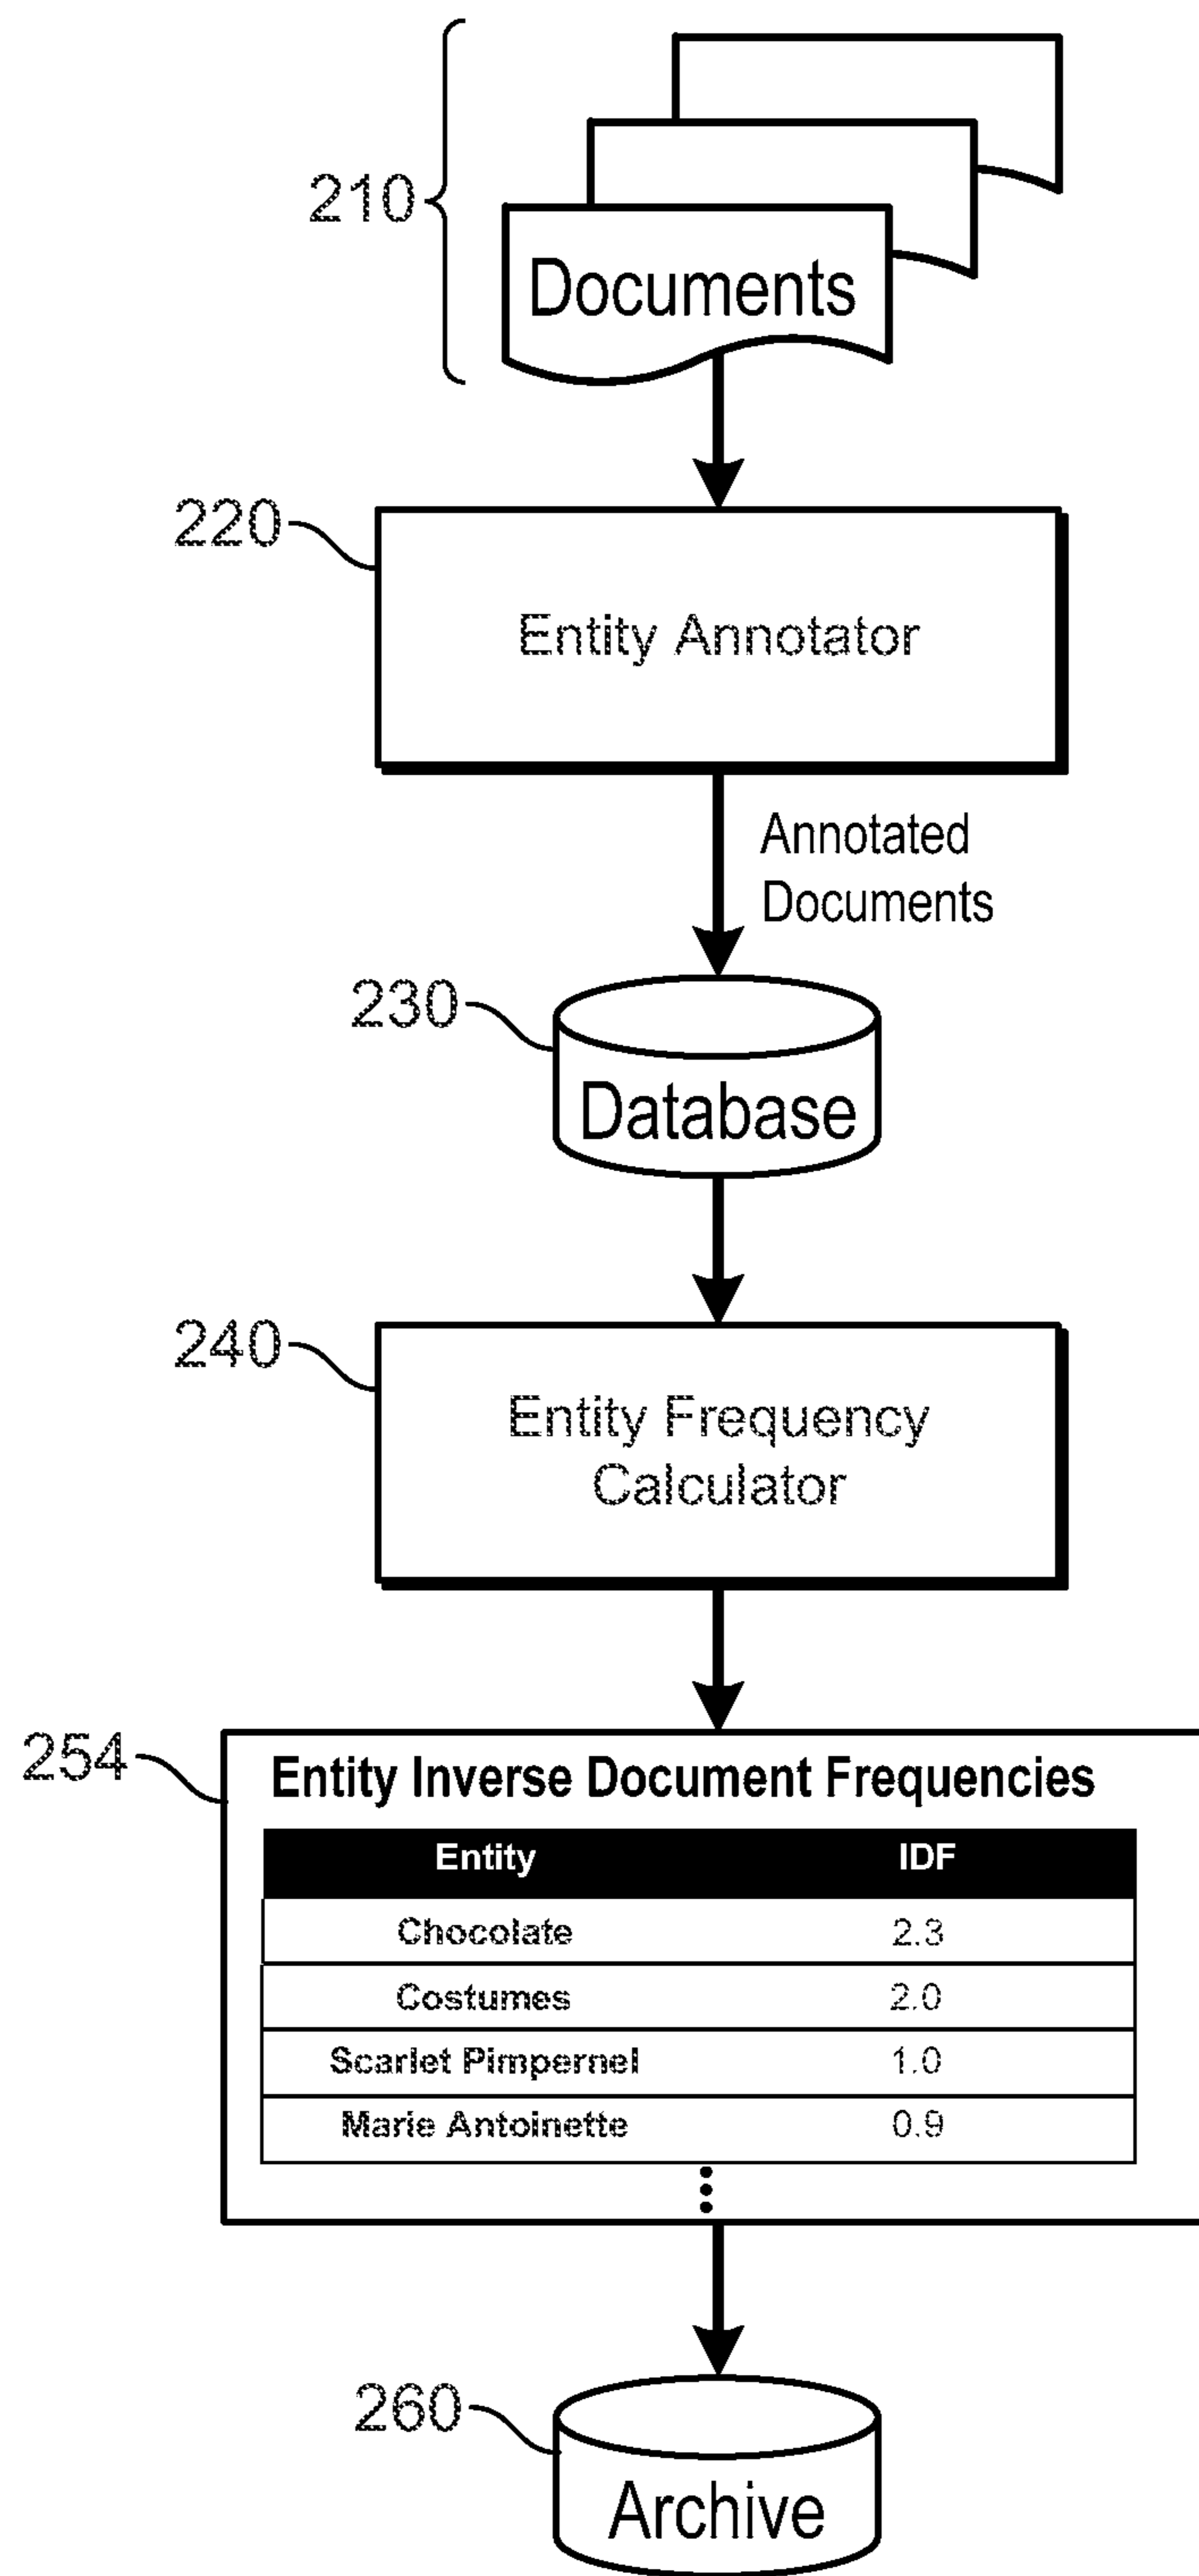 210
Documents
220
Entity Annotator
Annotated
Documents
230
Database
240
Entity Frequency
Calculator
254
Entity Inverse Document Frequencies
Entity IDF
Chocolate 2.3
Costumes 2.0
Scarlet Pimpernel 1.0
Marie Antoinette 0.9
260
Archive